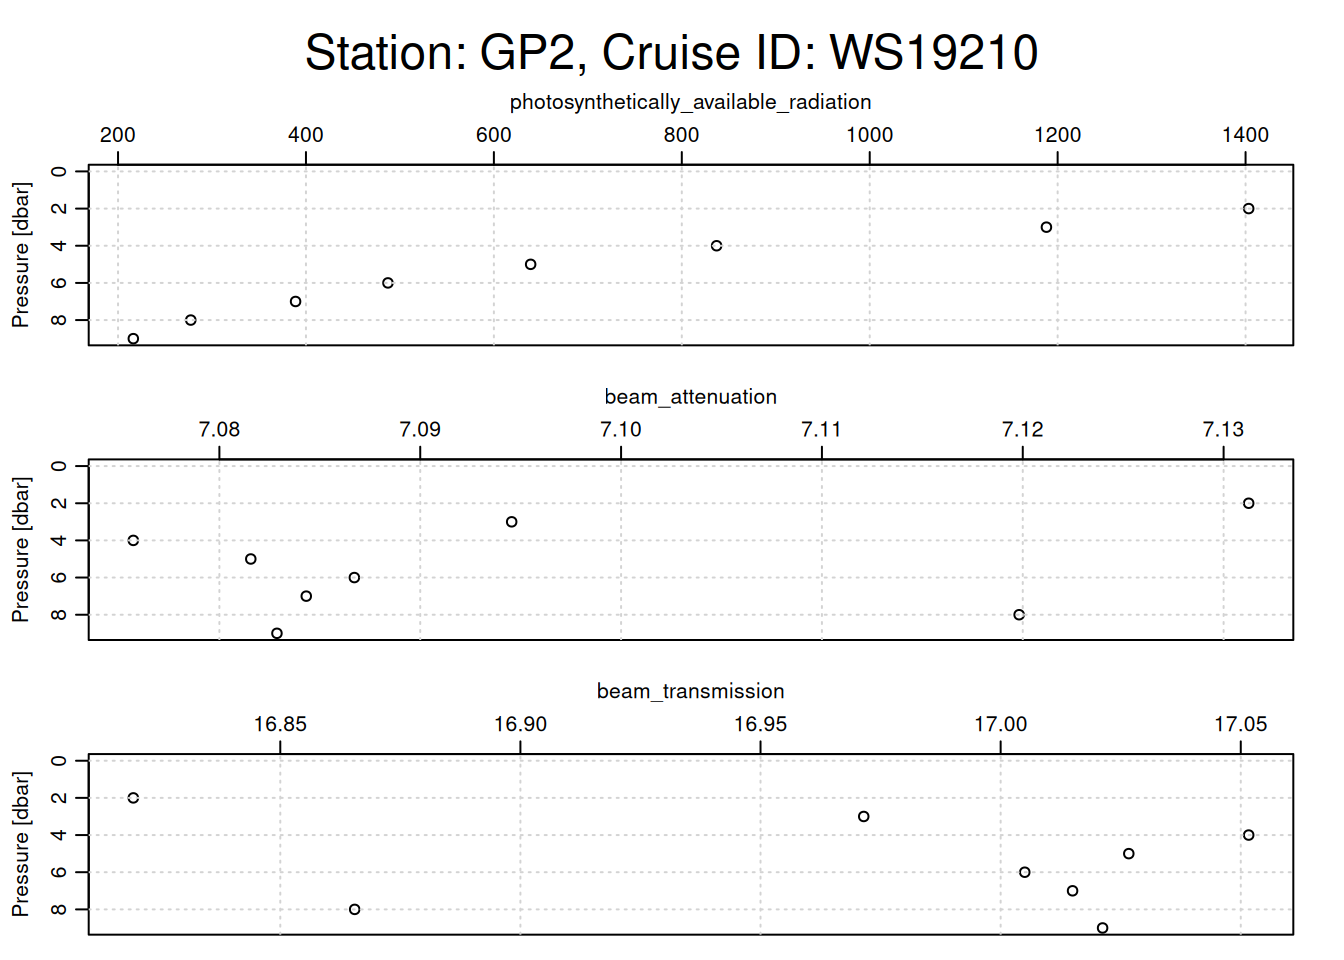 Station: GP2, Cruise ID: WS19210
photosynthetically_available_radiation
200 400 600 800 1000 1200 1400
Pressure [dbar]
0
2
4
6
8
beam_attenuation
7.08 7.09 7.10 7.11 7.12 7.13
Pressure [dbar]
0
2
4
6
8
beam_transmission
16.85 16.90 16.95 17.00 17.05
Pressure [dbar]
0
2
4
6
8